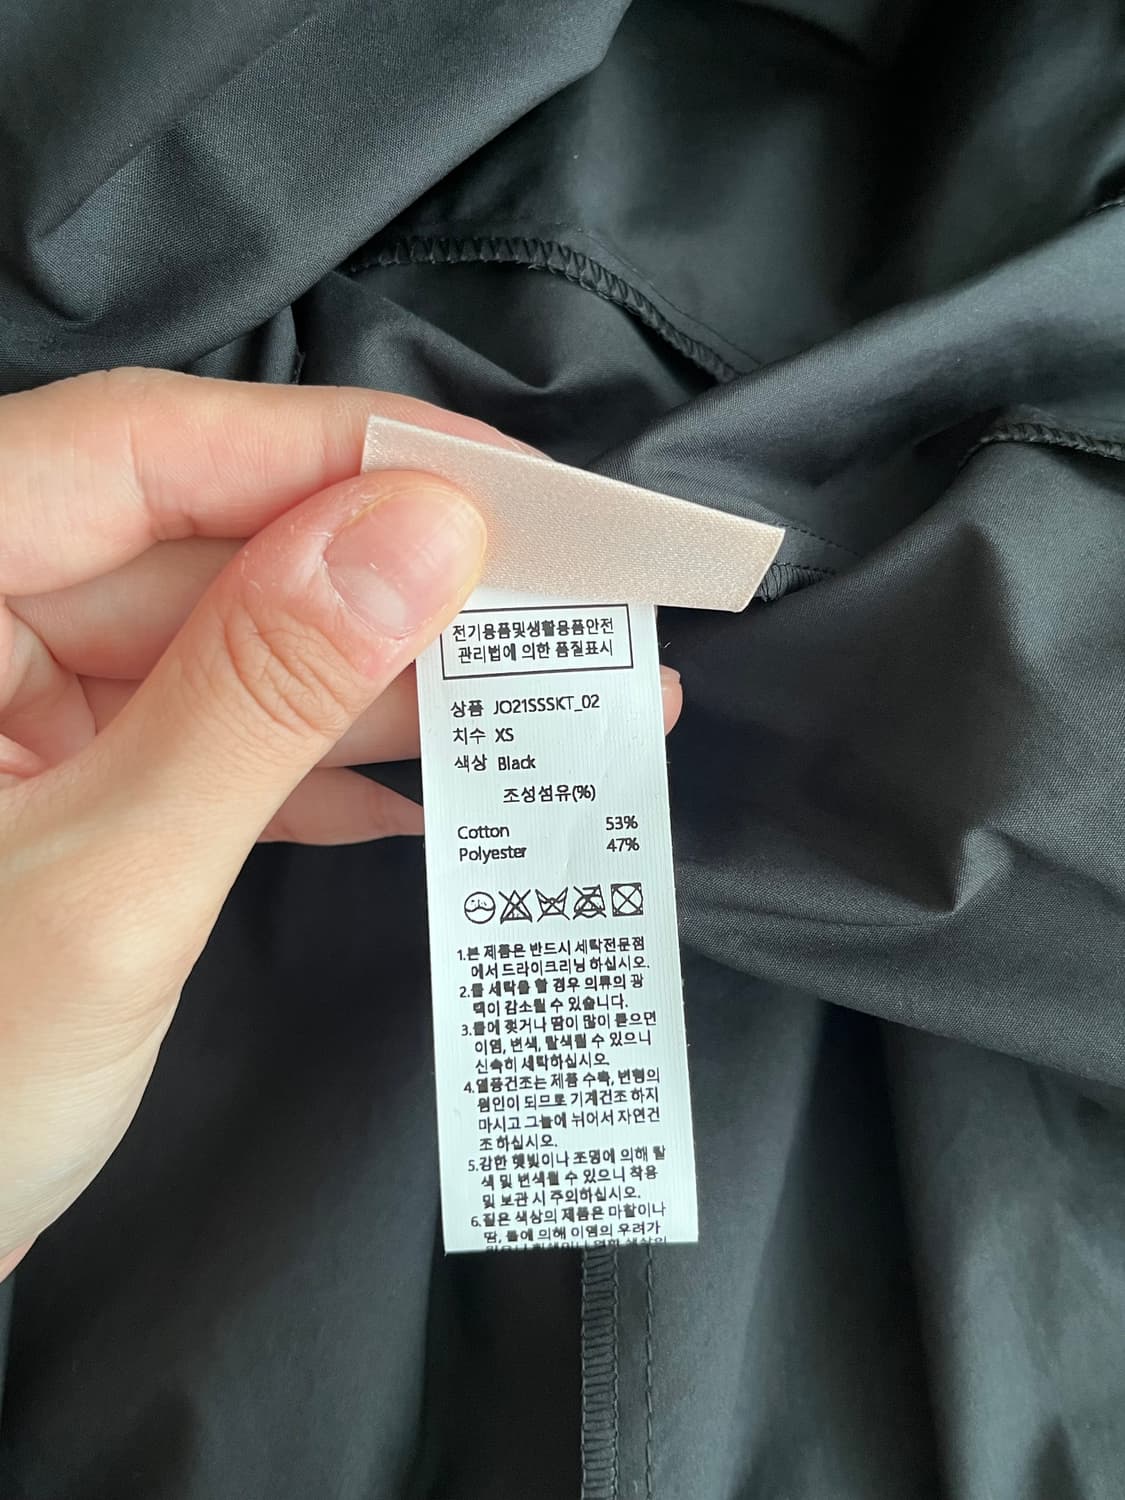 전기용품및생활용품안전
관리법에 의한 품질표시
상품 JO21SSSKT_02
치수 XS
색상 Black
조성섬유(%)
Cotton 53%
Polyester 47%
1.본 제품은 반드시 세탁전문점
에서 드라이크리닝 하십시오.
2.물 세탁을 할 경우 의류의 광
택이 감소될 수 있습니다.
3.물에 젖거나 땀이 많이 묻으면
이염, 변색, 탈색될 수 있으니
신속히 세탁하십시오.
4.열풍건조는 제품 수축, 변형의
원인이 되므로 기계건조 하지
마시고 그늘에 뉘어서 자연건
조 하십시오.
5.강한 햇빛이나 조명에 의해 탈
색 및 변색될 수 있으니 착용
및 보관 시 주의하십시오.
6.짙은 색상의 제품은 마찰이나
땀, 물에 의해 이염의 우려가